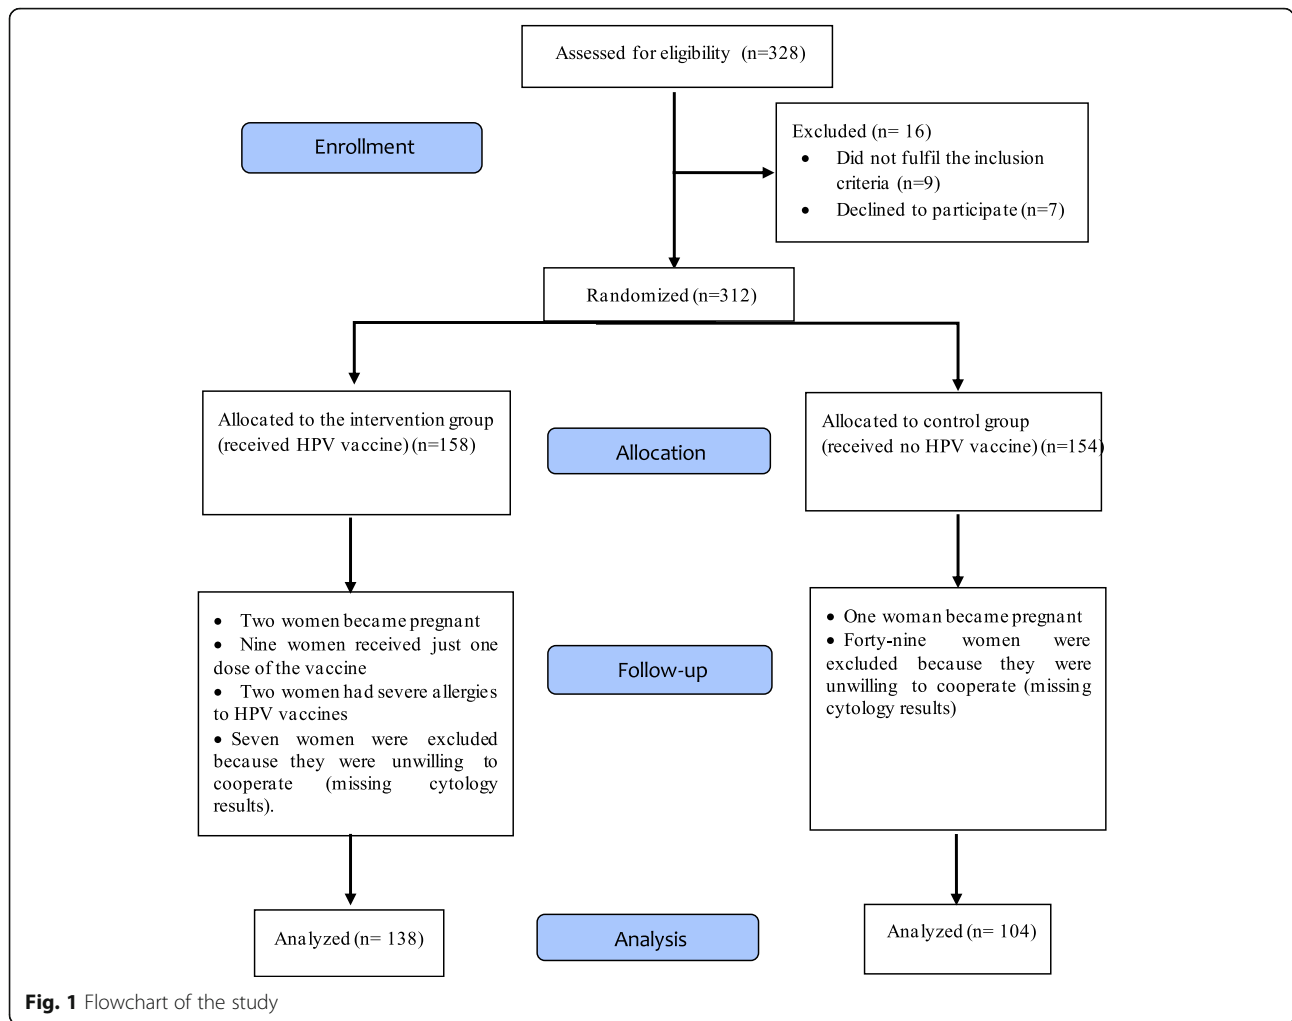 Assessed for eligibility (n=328)
Enrollment
Excluded (n= 16)
• Did not fulfil the inclusion
criteria (n=9)
• Declined to participate (n=7)
Randomized (n=312)
Allocated to the intervention group
(received HPV vaccine) (n=158)
Allocation
Allocated to control group
(received no HPV vaccine) (n=154)
• Two women became pregnant
• Nine women received just one
dose of the vaccine
• Two women had severe allergies
to HPV vaccines
• Seven women were excluded
because they were unwilling to
cooperate (missing cytology
results).
Follow-up
• One woman became pregnant
• Forty-nine women were
excluded because they were
unwilling to cooperate (missing
cytology results)
Analyzed (n= 138)
Analysis
Analyzed (n= 104)
Fig. 1 Flowchart of the study